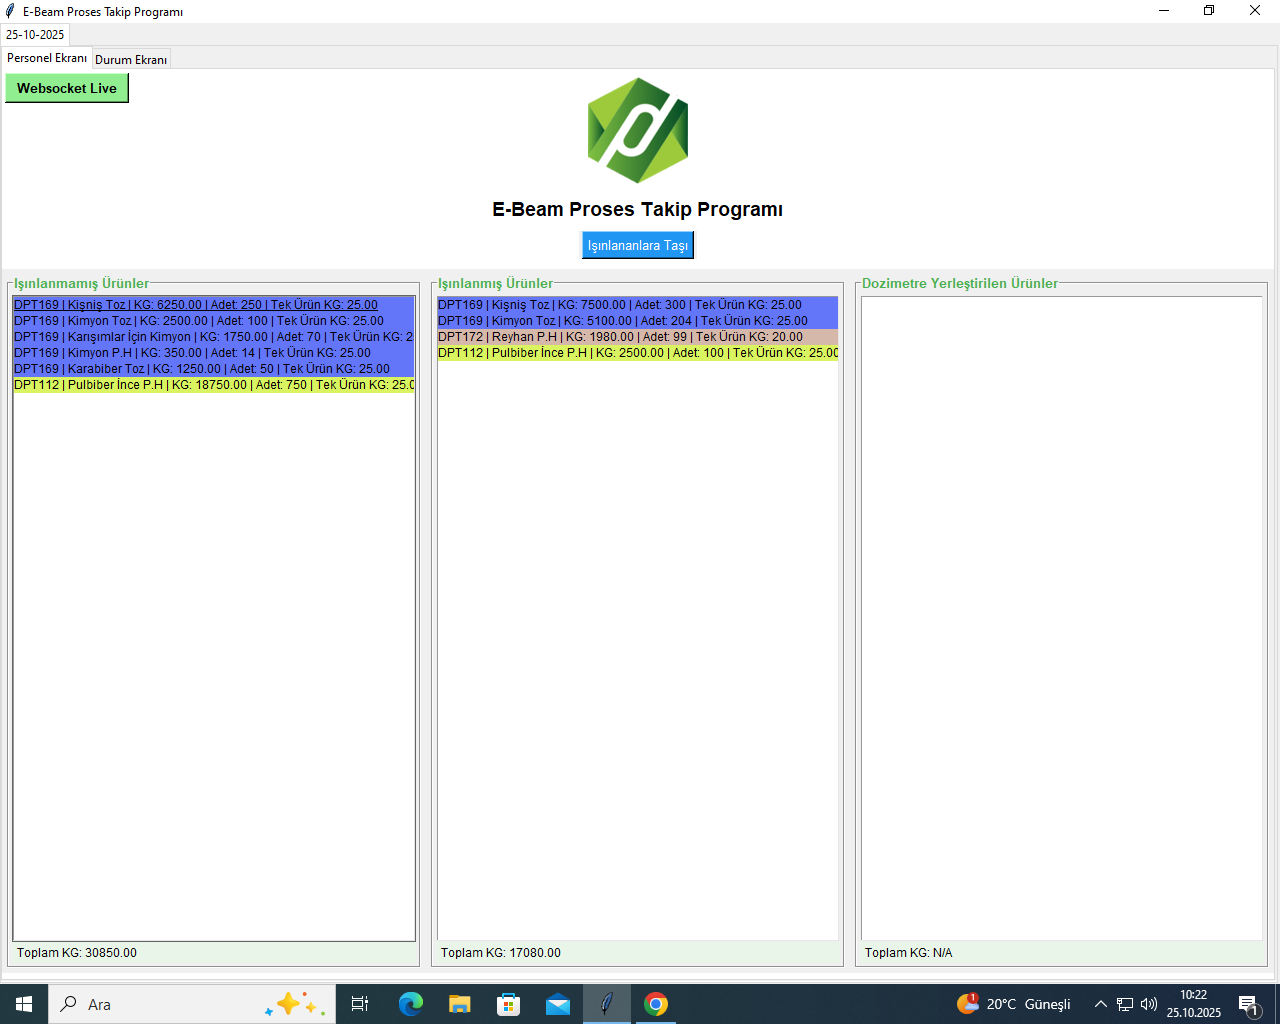 E-Beam Proses Takip Programı
25-10-2025
Personel Ekranı
Durum Ekranı
Websocket Live
E-Beam Proses Takip Programı
Işınlananlara Taşı
Işınlanmamış Ürünler
DPT169 | Kişniş Toz | KG: 6250.00 | Adet: 250 | Tek Ürün KG: 25.00
DPT169 | Kimyon Toz | KG: 2500.00 | Adet: 100 | Tek Ürün KG: 25.00
DPT169 | Karışımlar İçin Kimyon | KG: 1750.00 | Adet: 70 | Tek Ürün KG: 2
DPT169 | Kimyon P.H | KG: 350.00 | Adet: 14 | Tek Ürün KG: 25.00
DPT169 | Karabiber Toz | KG: 1250.00 | Adet: 50 | Tek Ürün KG: 25.00
DPT112 | Pulbiber İnce P.H | KG: 18750.00 | Adet: 750 | Tek Ürün KG: 25.0
Toplam KG: 30850.00
Işınlanmış Ürünler
DPT169 | Kişniş Toz | KG: 7500.00 | Adet: 300 | Tek Ürün KG: 25.00
DPT169 | Kimyon Toz | KG: 5100.00 | Adet: 204 | Tek Ürün KG: 25.00
DPT172 | Reyhan P.H | KG: 1980.00 | Adet: 99 | Tek Ürün KG: 20.00
DPT112 | Pulbiber İnce P.H | KG: 2500.00 | Adet: 100 | Tek Ürün KG: 25.00
Toplam KG: 17080.00
Dozimetre Yerleştirilen Ürünler
Toplam KG: N/A
Ara
1
20°C Güneşli
10:22
25.10.2025
1